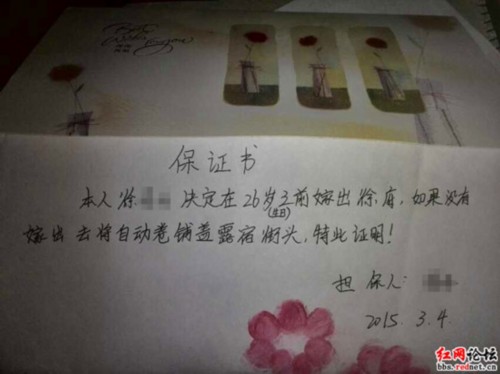 保证书
本人徐 决定在26岁之前嫁出徐府,如果没有
(生日)
嫁出去将自动卷铺盖露宿街头,特此证明!
担保人:
2015.3.4.
红网论坛
bbs.rednet.cn